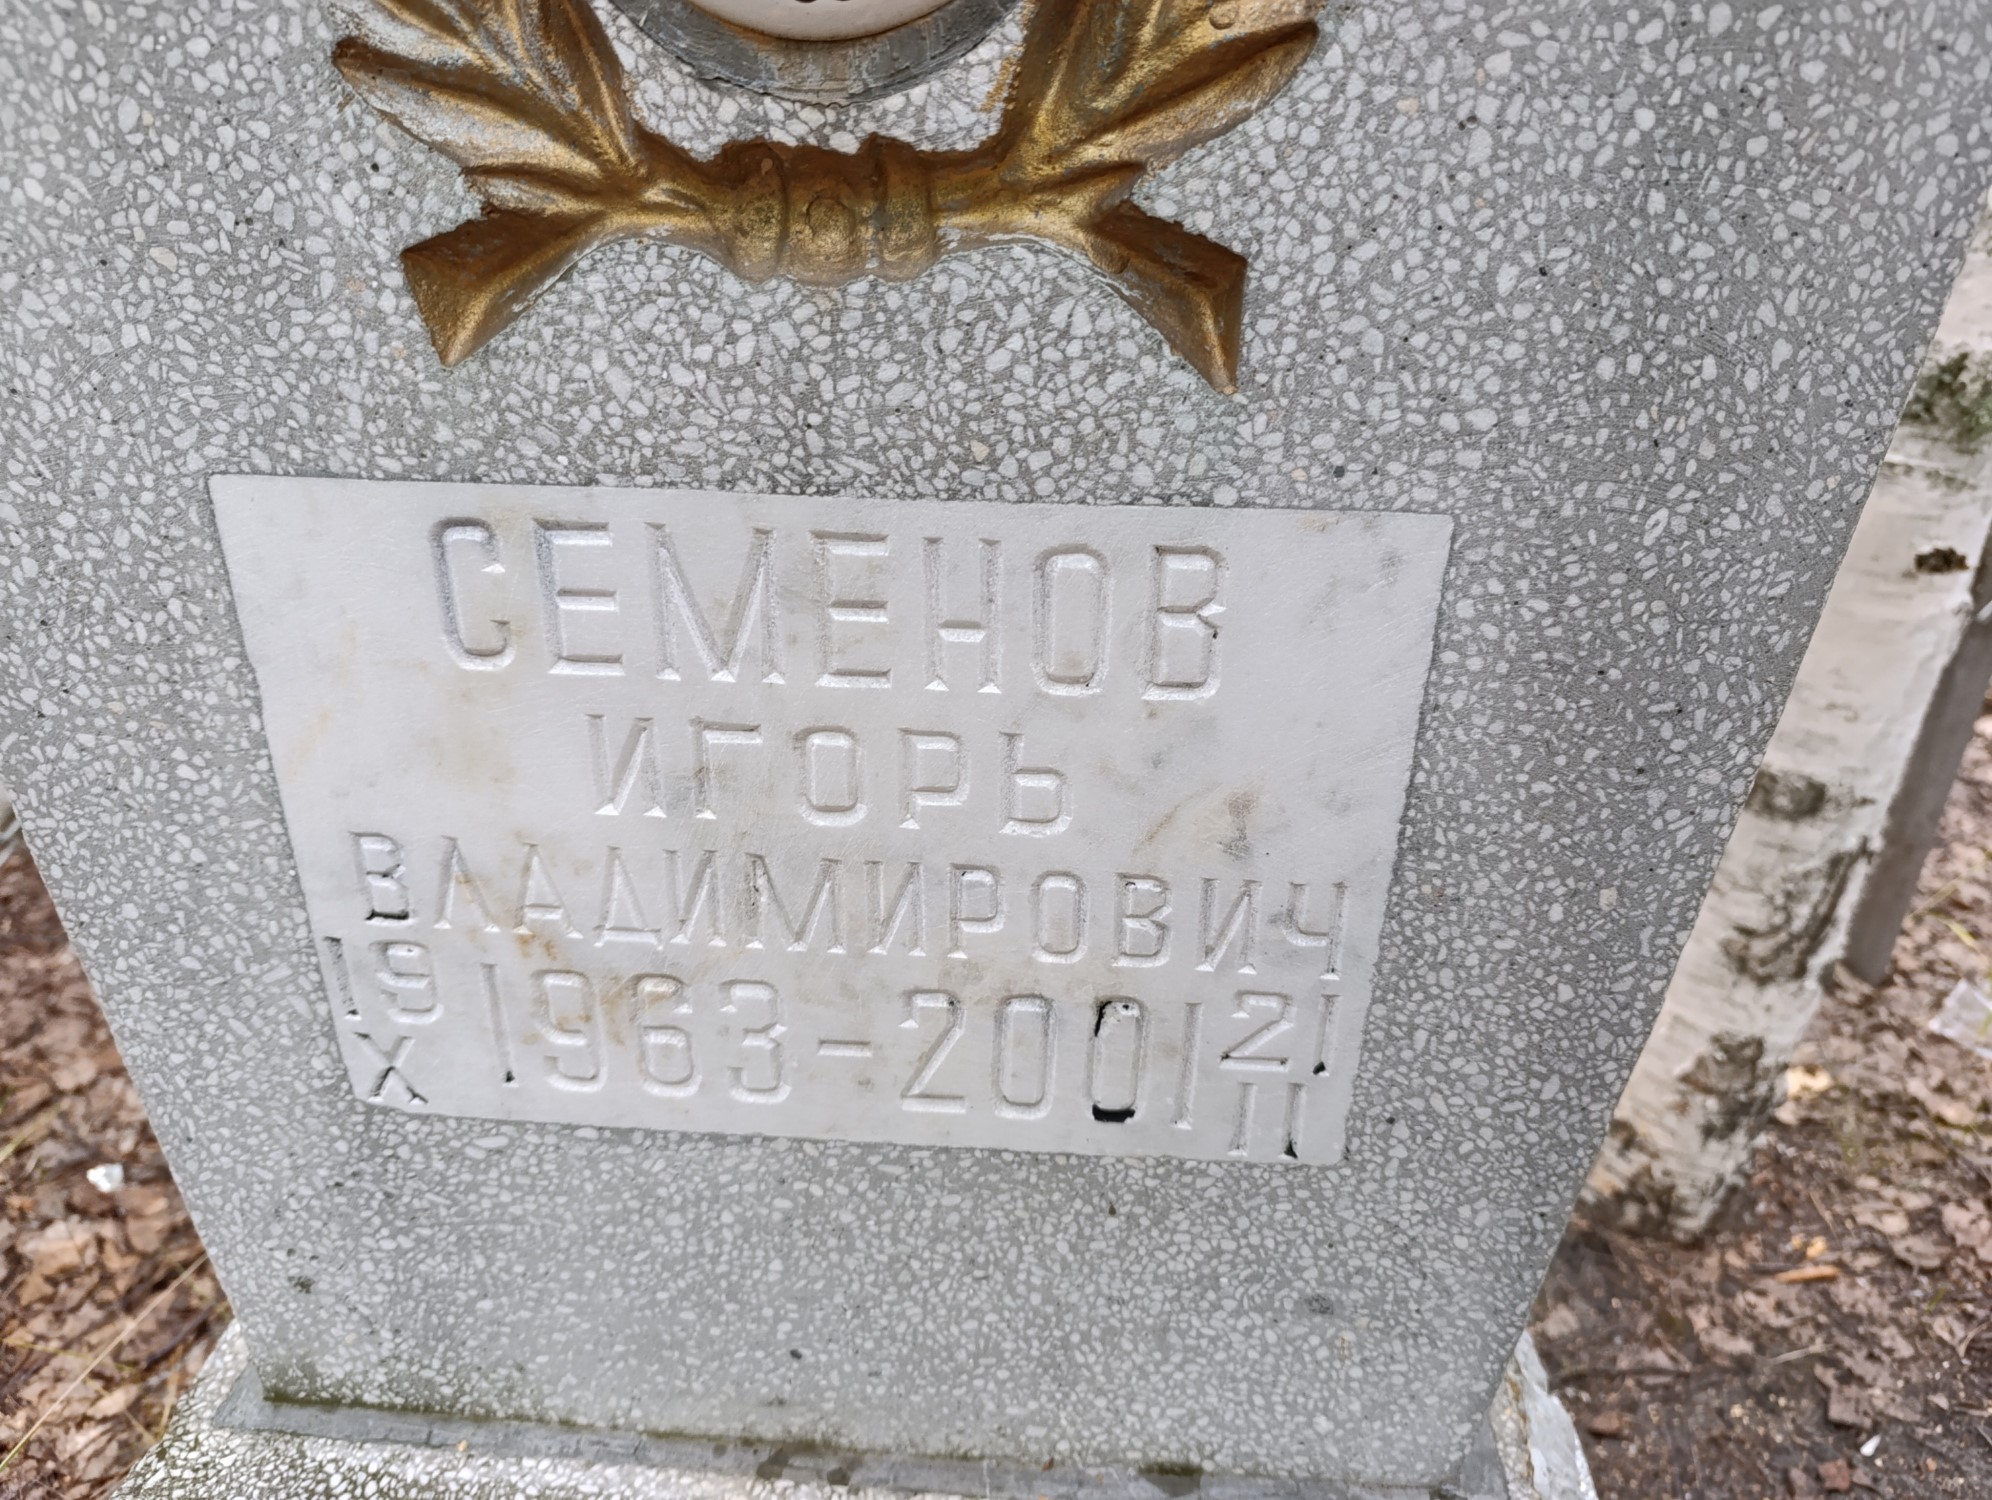 СЕМЕНОВ
ИГОРЬ
ВЛАДИМИРОВИЧ
19 X 1963-2001 21 II